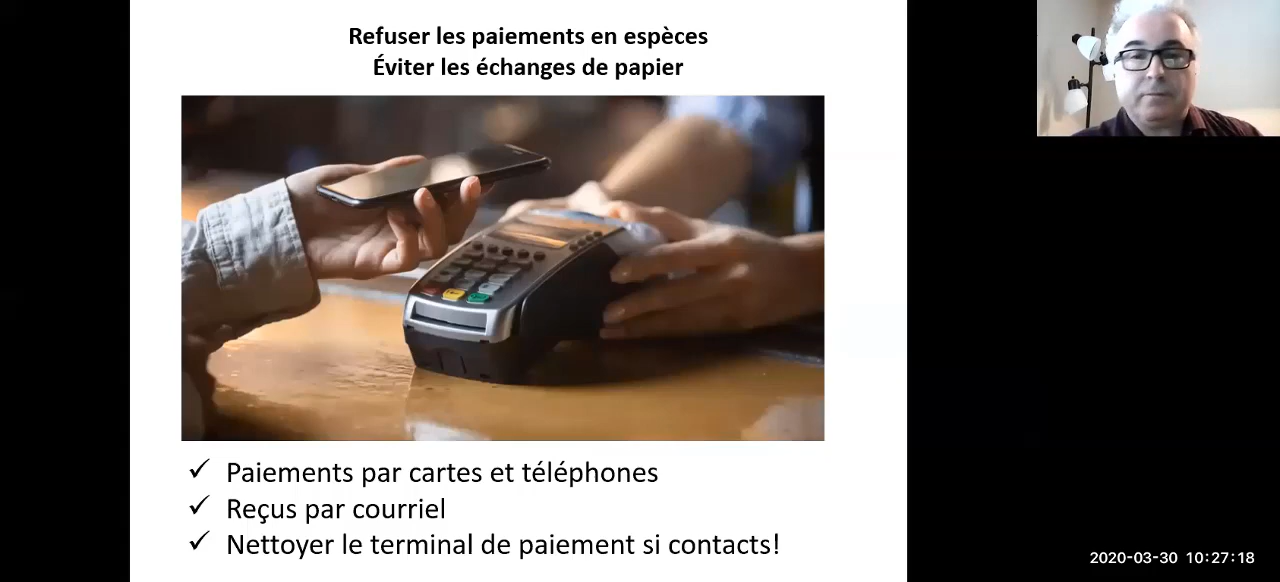 Refuser les paiements en espèces
Éviter les échanges de papier
✓ Paiements par cartes et téléphones
✓ Reçus par courriel
✓ Nettoyer le terminal de paiement si contacts!
2020-03-30 10:27:18